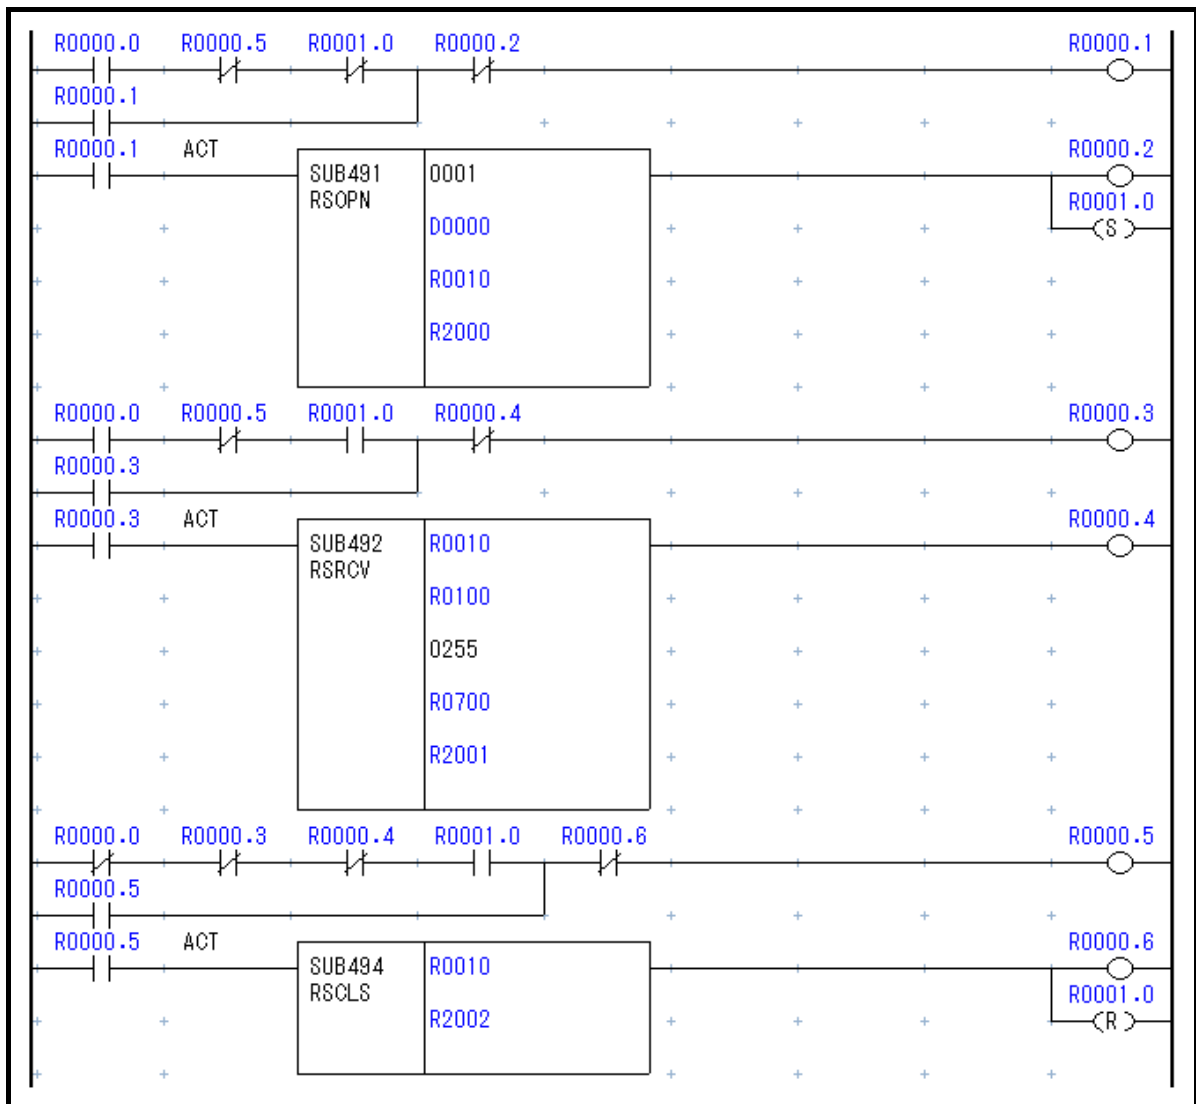 R0000.0 R0000.5 R0001.0 R0000.2 R0000.1
R0000.1
R0000.1 ACT R0000.2
SUB491 0001
RSOPN R0001.0
D0000 S
R0010
R2000
R0000.0 R0000.5 R0001.0 R0000.4 R0000.3
R0000.3
R0000.3 ACT R0000.4
SUB492 R0010
RSRCV
R0100
0255
R0700
R2001
R0000.0 R0000.3 R0000.4 R0001.0 R0000.6 R0000.5
R0000.5
R0000.5 ACT R0000.6
SUB494 R0010
RSCLS R0001.0
R2002 R